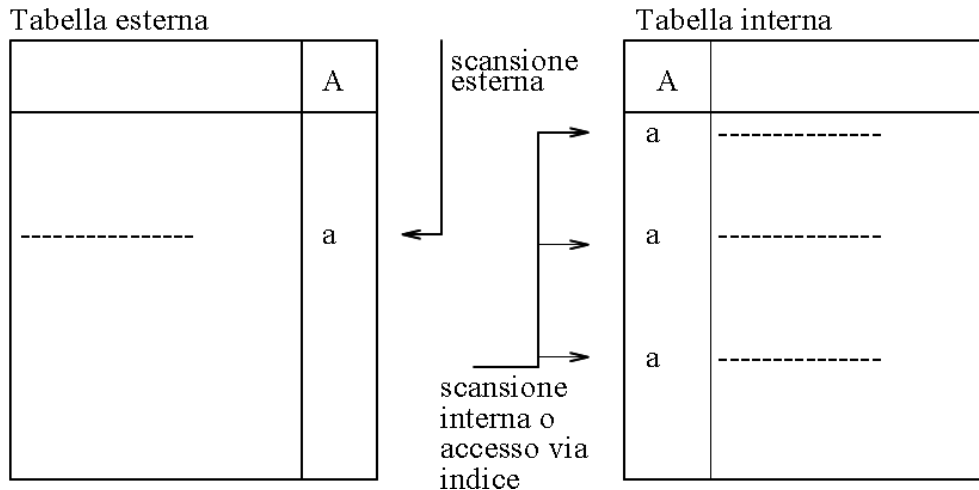 Tabella esterna
A
a
scansione
esterna
scansione
interna o
accesso via
indice
Tabella interna
A
a
a
a